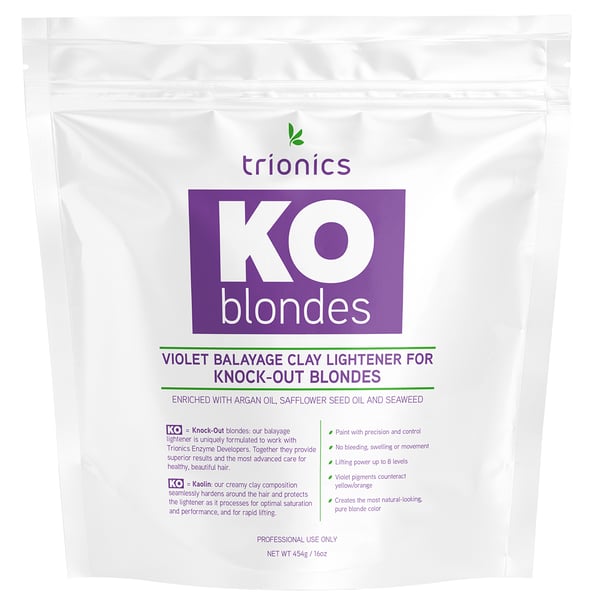 trionics
KO
blondes
VIOLET BALAYAGE CLAY LIGHTENER FOR
KNOCK-OUT BLONDES
ENRICHED WITH ARGAN OIL, SAFFLOWER SEED OIL AND SEAWEED
KO = Knock-Out blondes: our balayage
lightener is uniquely formulated to work with
Trionics Enzyme Developers. Together they provide
superior results and the most advanced care for
healthy, beautiful hair.
KO = Kaolin: our creamy clay composition
seamlessly hardens around the hair and protects
the lightener as it processes for optimal saturation
and performance, and for rapid lifting.
Paint with precision and control
No bleeding, swelling or movement
Lifting power up to 8 levels
Violet pigments counteract
yellow/orange
Creates the most natural-looking,
pure blonde color
PROFESSIONAL USE ONLY
NET WT 454g / 16oz